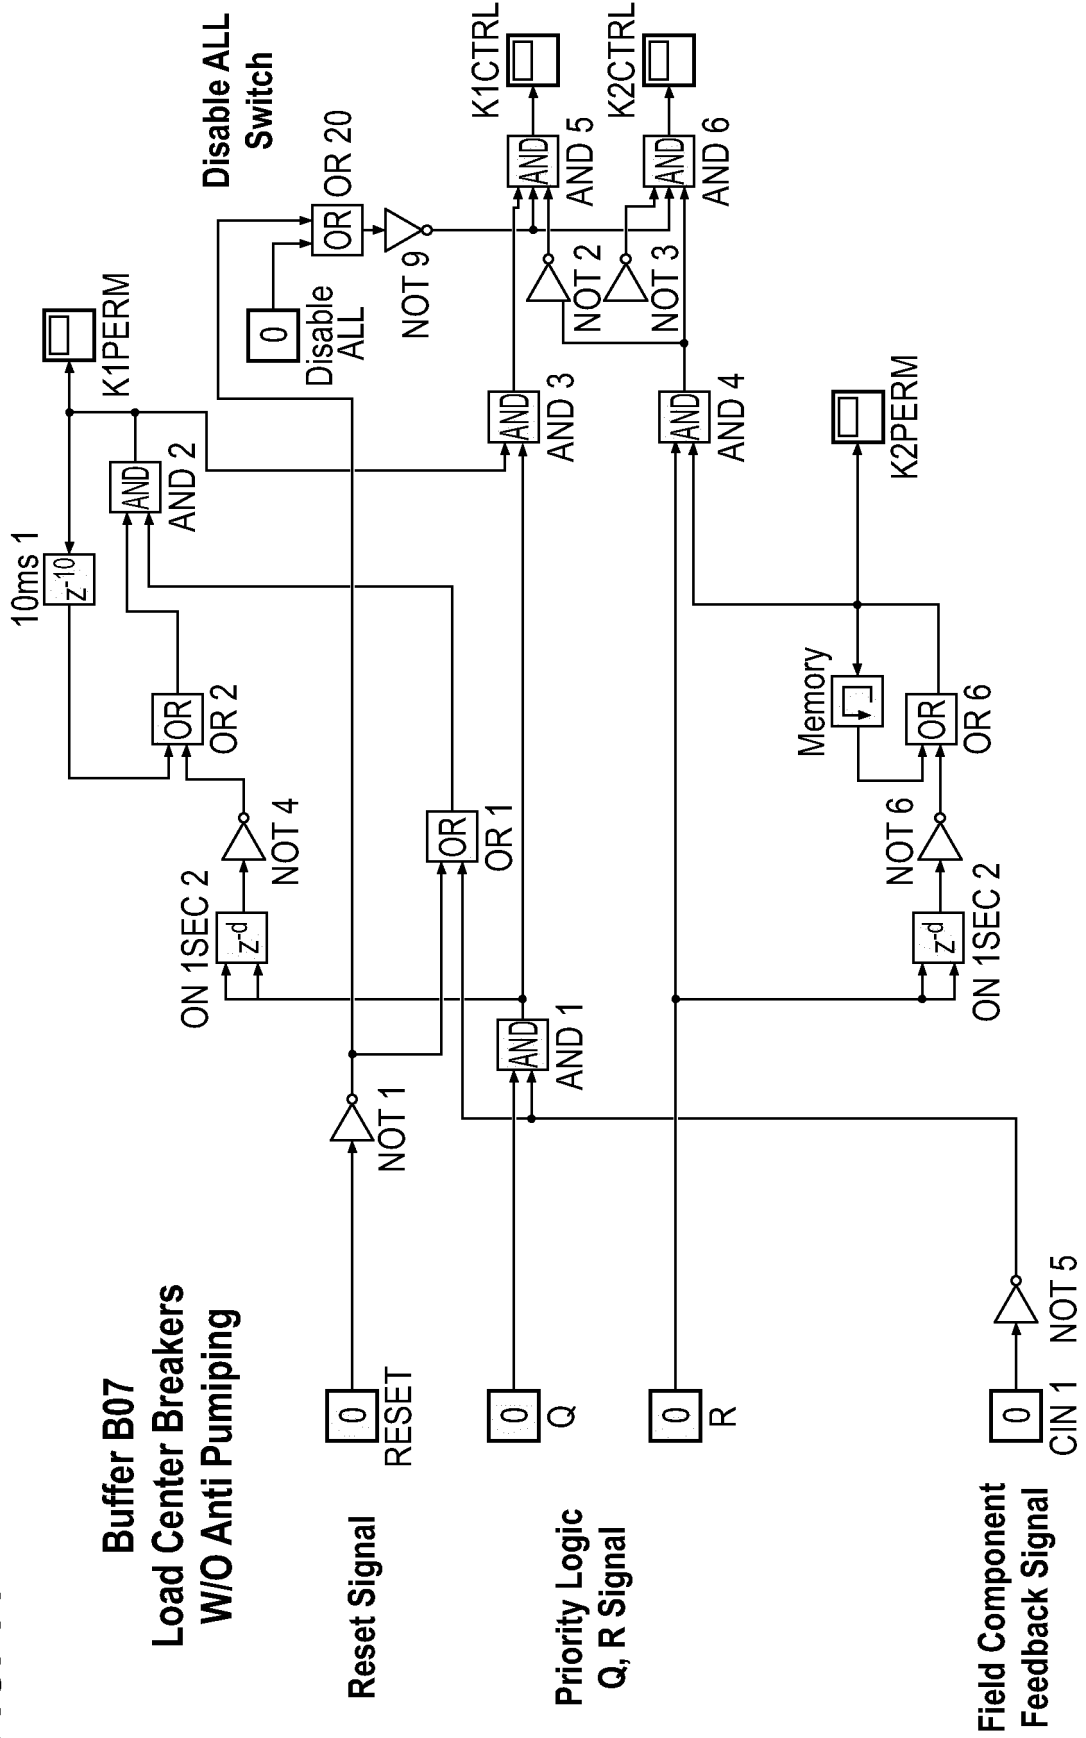 Buffer B07
Load Center Breakers
W/O Anti Pumiping
Reset Signal
0
RESET
NOT 1
Priority Logic
Q, R Signal
0
Q
0
R
Field Component
Feedback Signal
0
CIN 1
NOT 5
AND
AND 1
ON 1SEC 2
z-d
NOT 4
OR
OR 1
OR
OR 2
10ms 1
z-10
AND
AND 2
K1PERM
ON 1SEC 2
z-d
NOT 6
OR
OR 6
Memory
K2PERM
AND
AND 3
AND
AND 4
0
Disable
ALL
Disable ALL
Switch
OR
OR 20
NOT 9
NOT 2
NOT 3
AND
AND 5
AND
AND 6
K1CTRL
K2CTRL